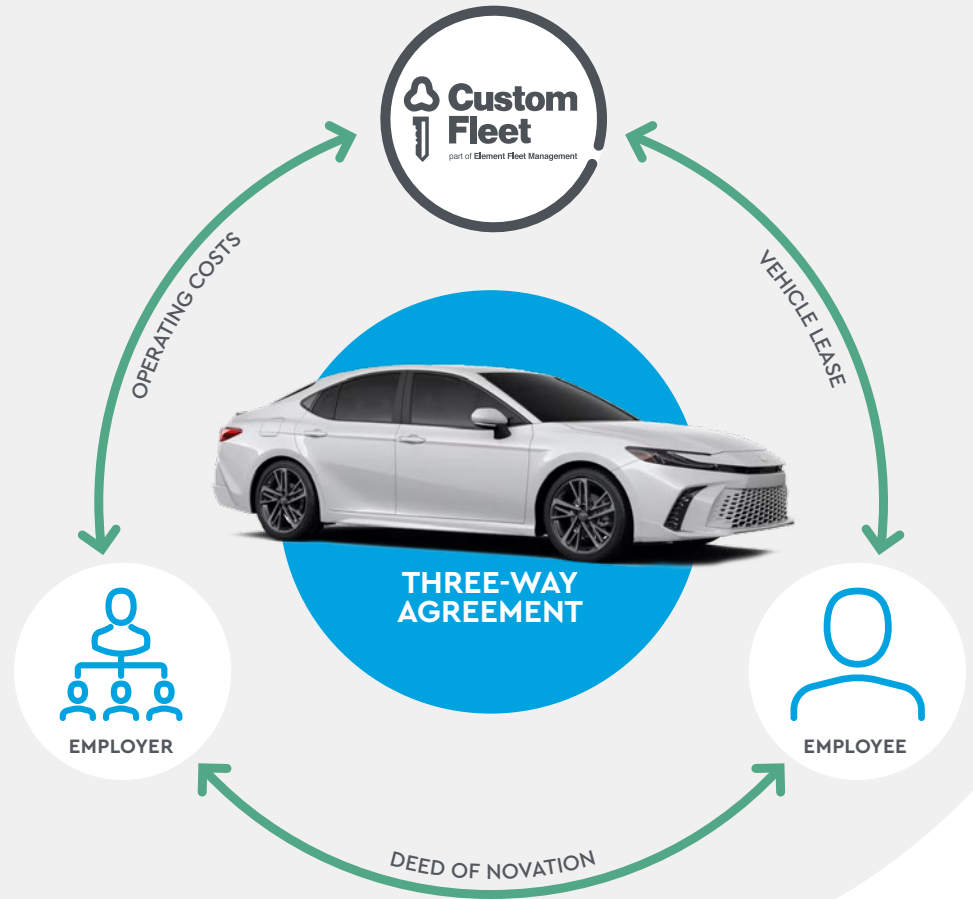 Custom
Fleet
part of Element Fleet Management
OPERATING COSTS
VEHICLE LEASE
THREE-WAY
AGREEMENT
EMPLOYER
EMPLOYEE
DEED OF NOVATION